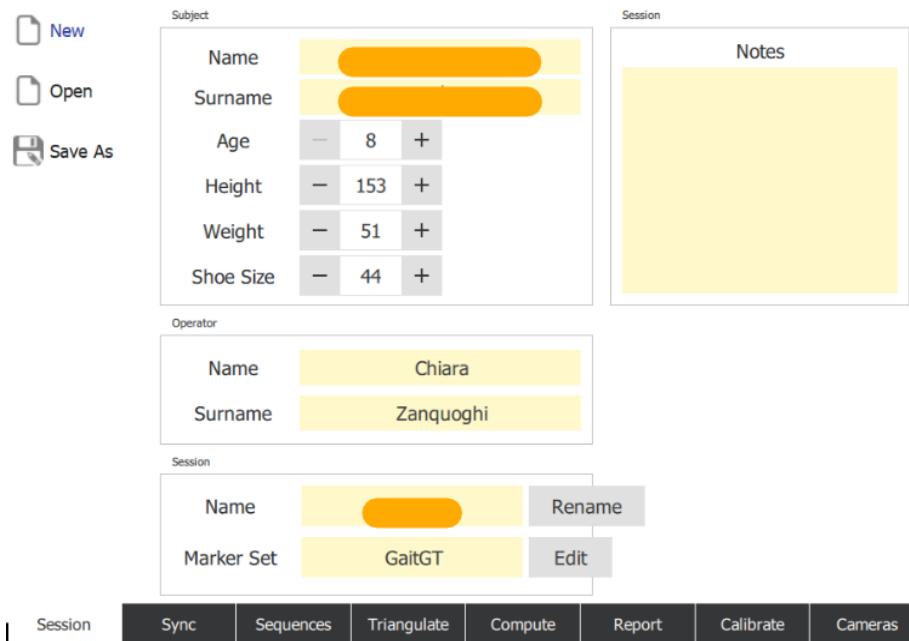 New
Open
Save As
Subject
Name
Surname
Age − 8 +
Height − 153 +
Weight − 51 +
Shoe Size − 44 +
Session
Notes
Operator
Name Chiara
Surname Zanquoghi
Session
Name Rename
Marker Set GaitGT Edit
Session Sync Sequences Triangulate Compute Report Calibrate Cameras